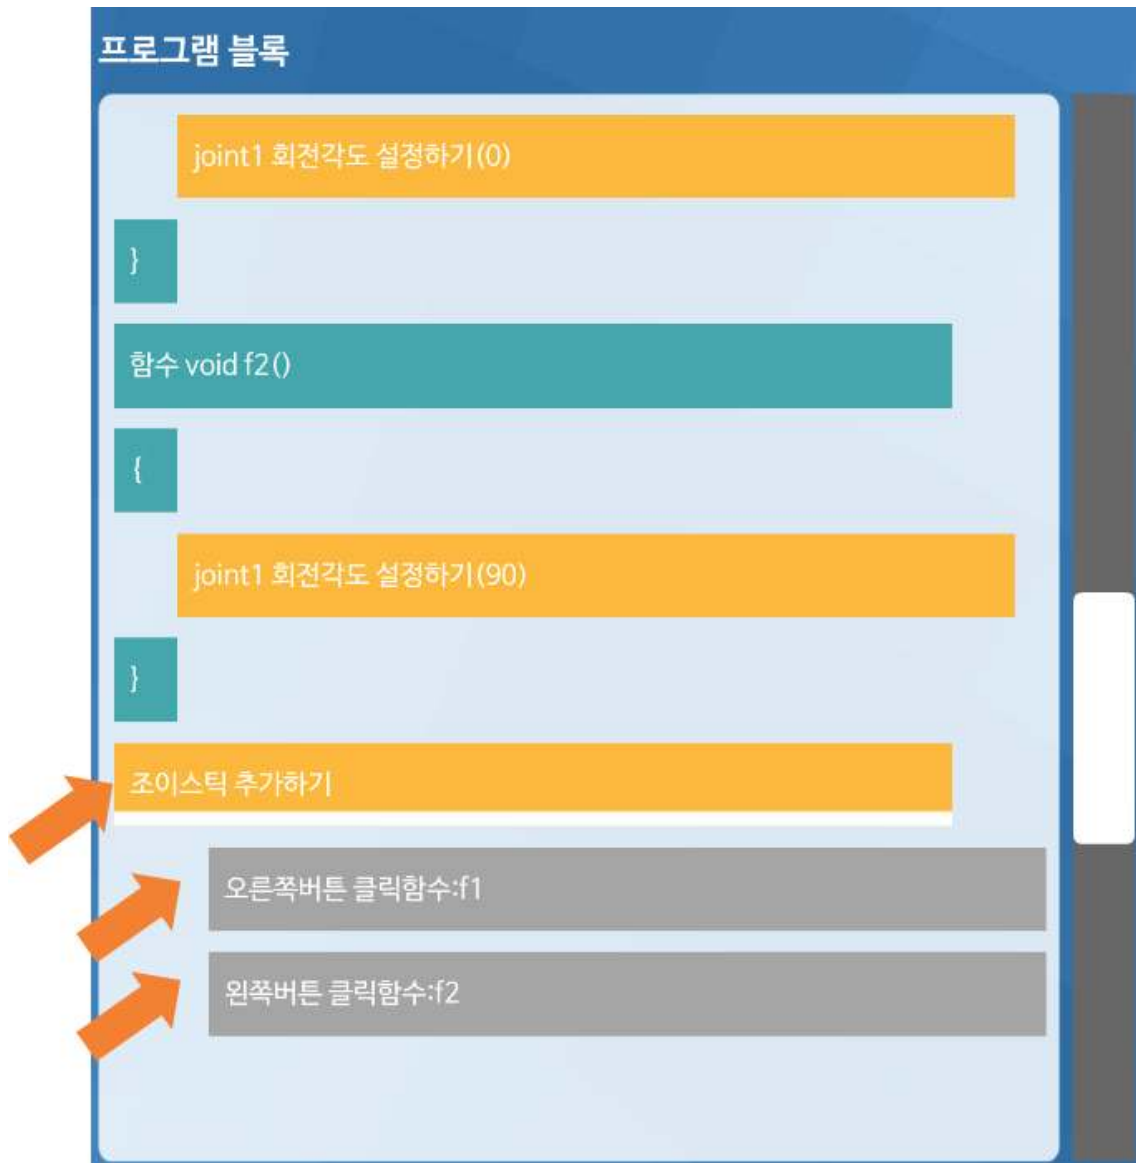 프로그램 블록
joint1 회전각도 설정하기(0)
}
함수 void f2()
{
joint1 회전각도 설정하기(90)
}
조이스틱 추가하기
오른쪽버튼 클릭함수:f1
왼쪽버튼 클릭함수:f2